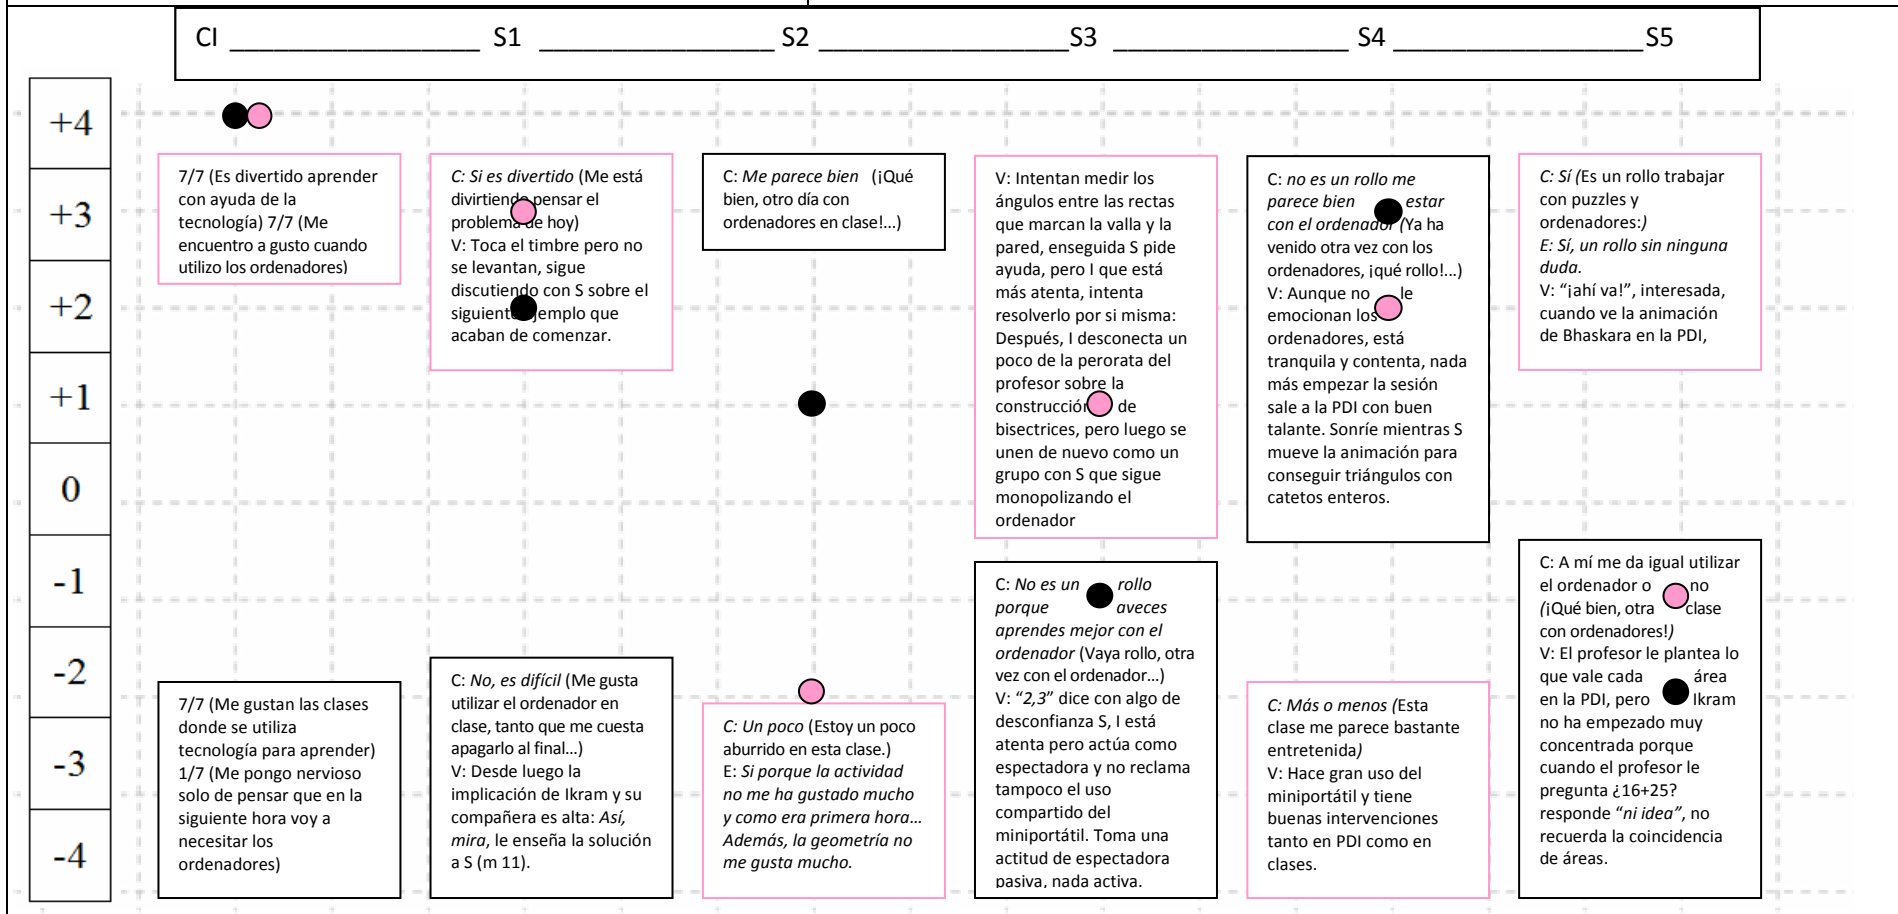 CI _________________ S1 ________________ S2 _________________S3 ________________ S4 _________________S5
+4
+3
+2
+1
0
-1
-2
-3
-4
7/7 (Es divertido aprender
con ayuda de la
tecnología) 7/7 (Me
encuentro a gusto cuando
utilizo los ordenadores)
C: Si es divertido (Me está
divirtiendo pensar el
problema de hoy)
V: Toca el timbre pero no
se levantan, sigue
discutiendo con S sobre el
siguiente ejemplo que
acaban de comenzar.
C: Me parece bien (¡Qué
bien, otro día con
ordenadores en clase!...)
V: Intentan medir los
ángulos entre las rectas
que marcan la valla y la
pared, enseguida S pide
ayuda, pero I que está
más atenta, intenta
resolverlo por si misma:
Después, I desconecta un
poco de la perorata del
profesor sobre la
construcción de
bisectrices, pero luego se
unen de nuevo como un
grupo con S que sigue
monopolizando el
ordenador
C: no es un rollo me
parece bien estar
con el ordenador (Ya ha
venido otra vez con los
ordenadores, ¡qué rollo!...)
V: Aunque no le
emocionan los
ordenadores, está
tranquila y contenta, nada
más empezar la sesión
sale a la PDI con buen
talante. Sonríe mientras S
mueve la animación para
conseguir triángulos con
catetos enteros.
C: Sí (Es un rollo trabajar
con puzzles y
ordenadores:)
E: Sí, un rollo sin ninguna
duda.
V: "¡ahí va!", interesada,
cuando ve la animación
de Bhaskara en la PDI,
7/7 (Me gustan las clases
donde se utiliza
tecnología para aprender)
1/7 (Me pongo nervioso
solo de pensar que en la
siguiente hora voy a
necesitar los
ordenadores)
C: No, es difícil (Me gusta
utilizar el ordenador en
clase, tanto que me cuesta
apagarlo al final...)
V: Desde luego la
implicación de Ikram y su
compañera es alta: Así,
mira, le enseña la solución
a S (m 11).
C: Un poco (Estoy un poco
aburrido en esta clase.)
E: Si porque la actividad
no me ha gustado mucho
y como era primera hora...
Además, la geometría no
me gusta mucho.
C: No es un rollo
porque aveces
aprendes mejor con el
ordenador (Vaya rollo, otra
vez con el ordenador...)
V: "2,3" dice con algo de
desconfianza S, I está
atenta pero actúa como
espectadora y no reclama
tampoco el uso
compartido del
miniportátil. Toma una
actitud de espectadora
pasiva, nada activa.
C: Más o menos (Esta
clase me parece bastante
entretenida)
V: Hace gran uso del
miniportátil y tiene
buenas intervenciones
tanto en PDI como en
clases.
C: A mí me da igual utilizar
el ordenador o no
(¡Qué bien, otra clase
con ordenadores!)
V: El profesor le plantea lo
que vale cada área
en la PDI, pero Ikram
no ha empezado muy
concentrada porque
cuando el profesor le
pregunta ¿16+25?
responde "ni idea", no
recuerda la coincidencia
de áreas.